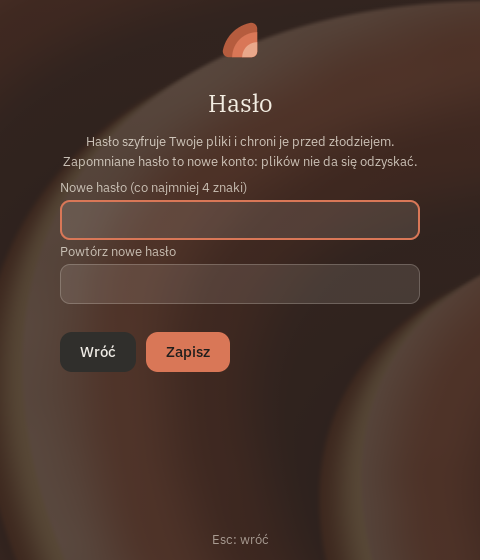 Hasło
Hasło szyfruje Twoje pliki i chroni je przed złodziejem.
Zapomniane hasło to nowe konto: plików nie da się odzyskać.
Nowe hasło (co najmniej 4 znaki)
Powtórz nowe hasło
Wróć
Zapisz
Esc: wróć